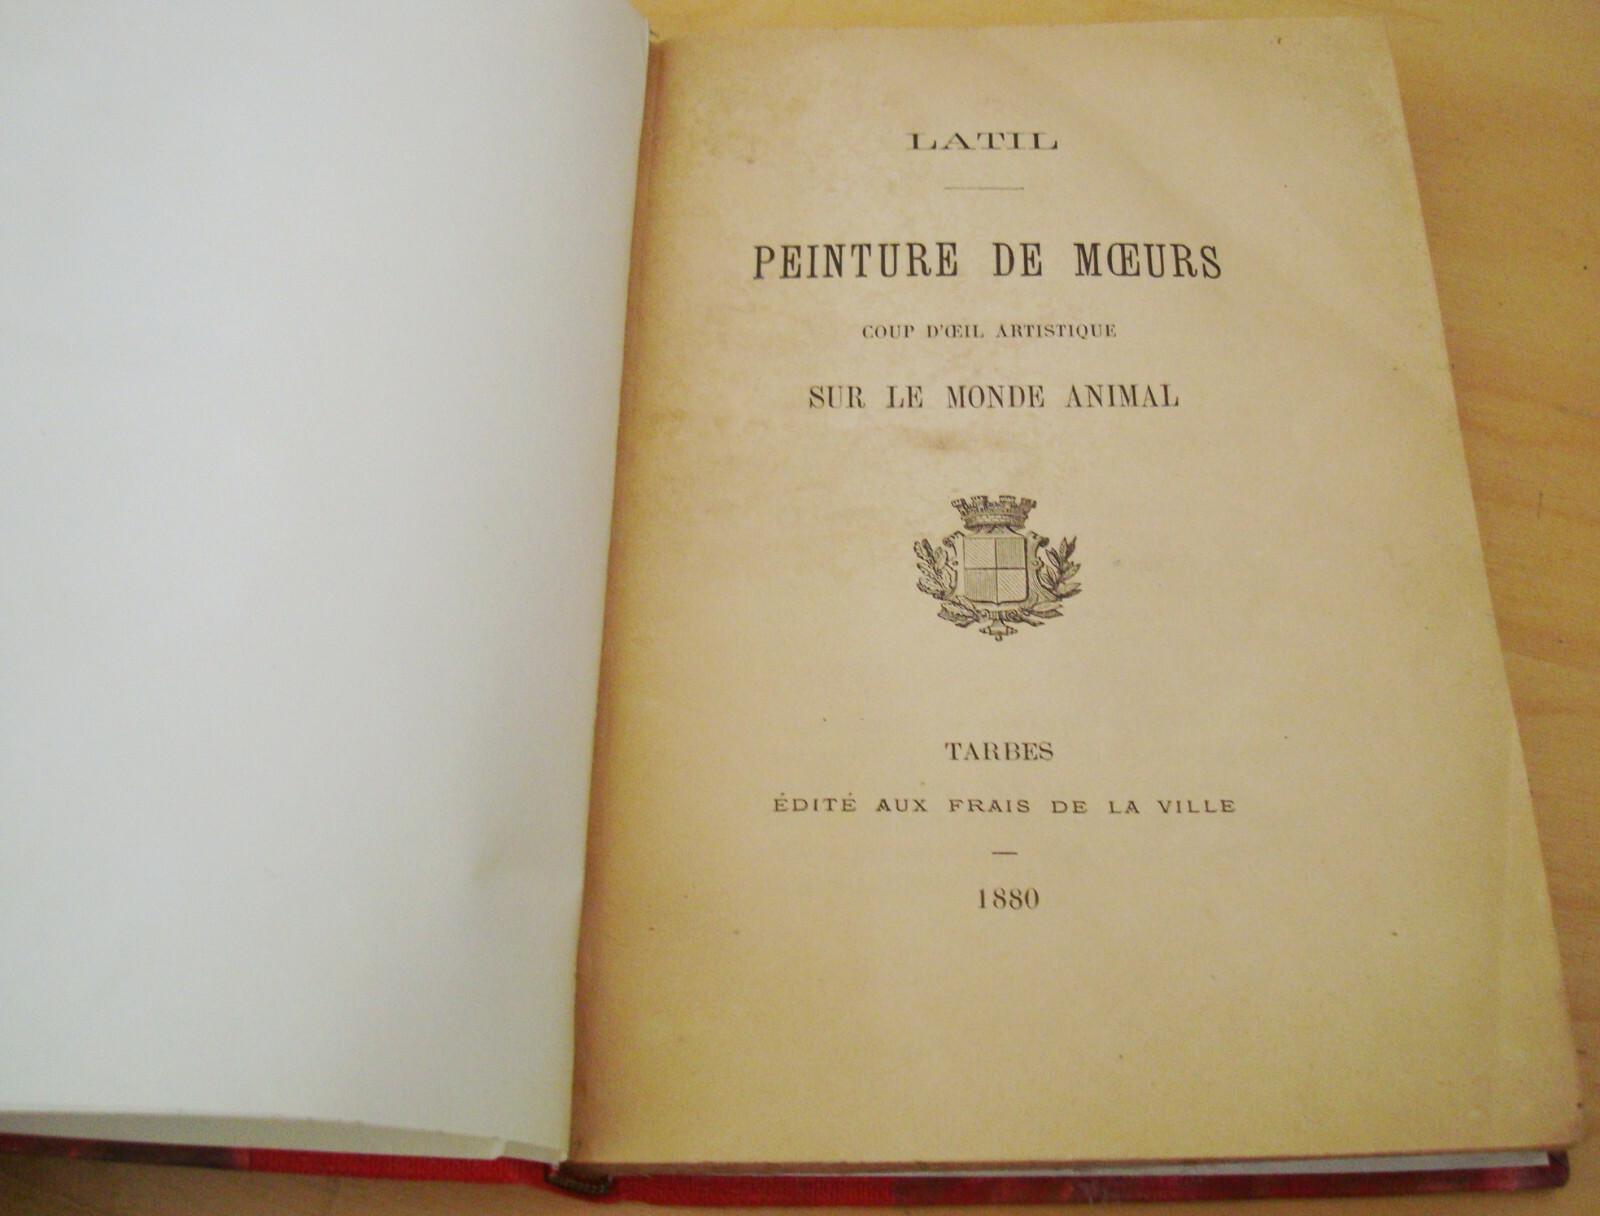 LATIL
PEINTURE DE MŒURS
COUP D'ŒIL ARTISTIQUE
SUR LE MONDE ANIMAL
TARBES
ÉDITÉ AUX FRAIS DE LA VILLE
1880